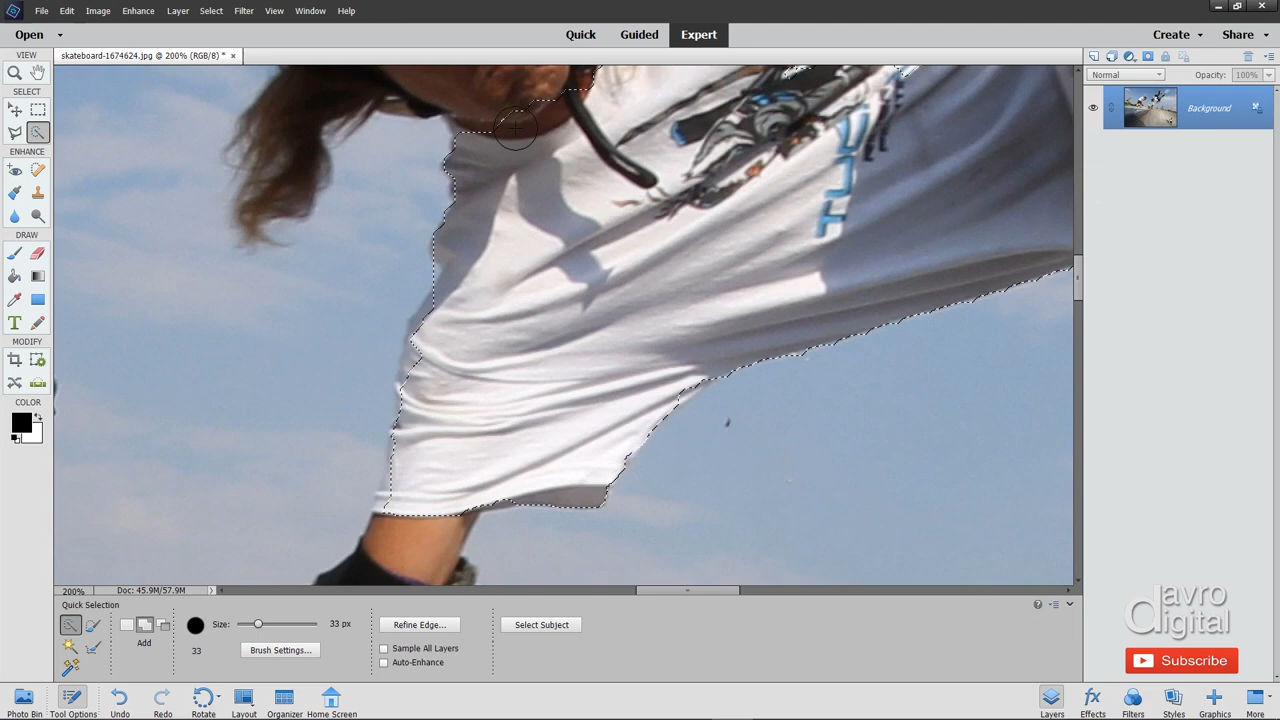 File Edit Image Enhance Layer Select Filter View Window Help
Open Quick Guided Expert Create Share
skateboard-1674624.jpg @ 200% (RGB/8) * ×
VIEW
SELECT
ENHANCE
DRAW
MODIFY
COLOR
Normal Opacity: 100%
Background
200% Doc: 45.9M/57.9M
Quick Selection
Add
33
Size: 33 px
Brush Settings...
Refine Edge...
Sample All Layers
Auto-Enhance
Select Subject
davro
digital
Subscribe
Photo Bin Tool Options Undo Redo Rotate Layout Organizer Home Screen Layers Effects Filters Styles Graphics More